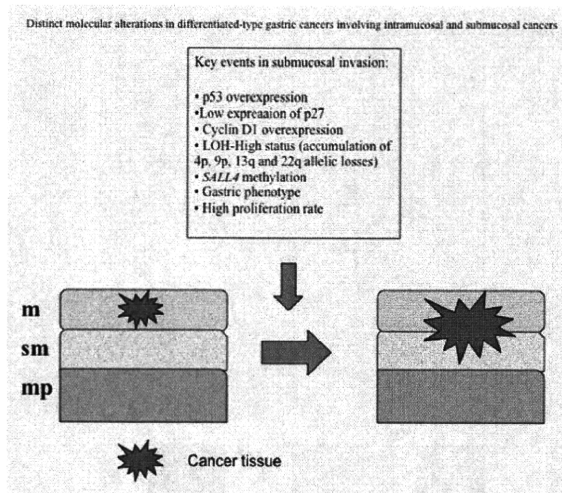 Distinct molecular alterations in differentiated-type gastric cancers involving intramucosal and submucosal cancers
Key events in submucosal invasion:
• p53 overexpression
•Low expreaaion of p27
• Cyclin D1 overexpression
• LOH-High status (accumulation of
4p, 9p, 13q and 22q allelic losses)
• SALL4 methylation
• Gastric phenotype
• High proliferation rate
m
sm
mp
Cancer tissue